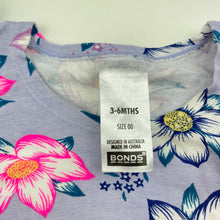 3-6MTHS
SIZE 00
DESIGNED IN AUSTRALIA
MADE IN CHINA
BONDS